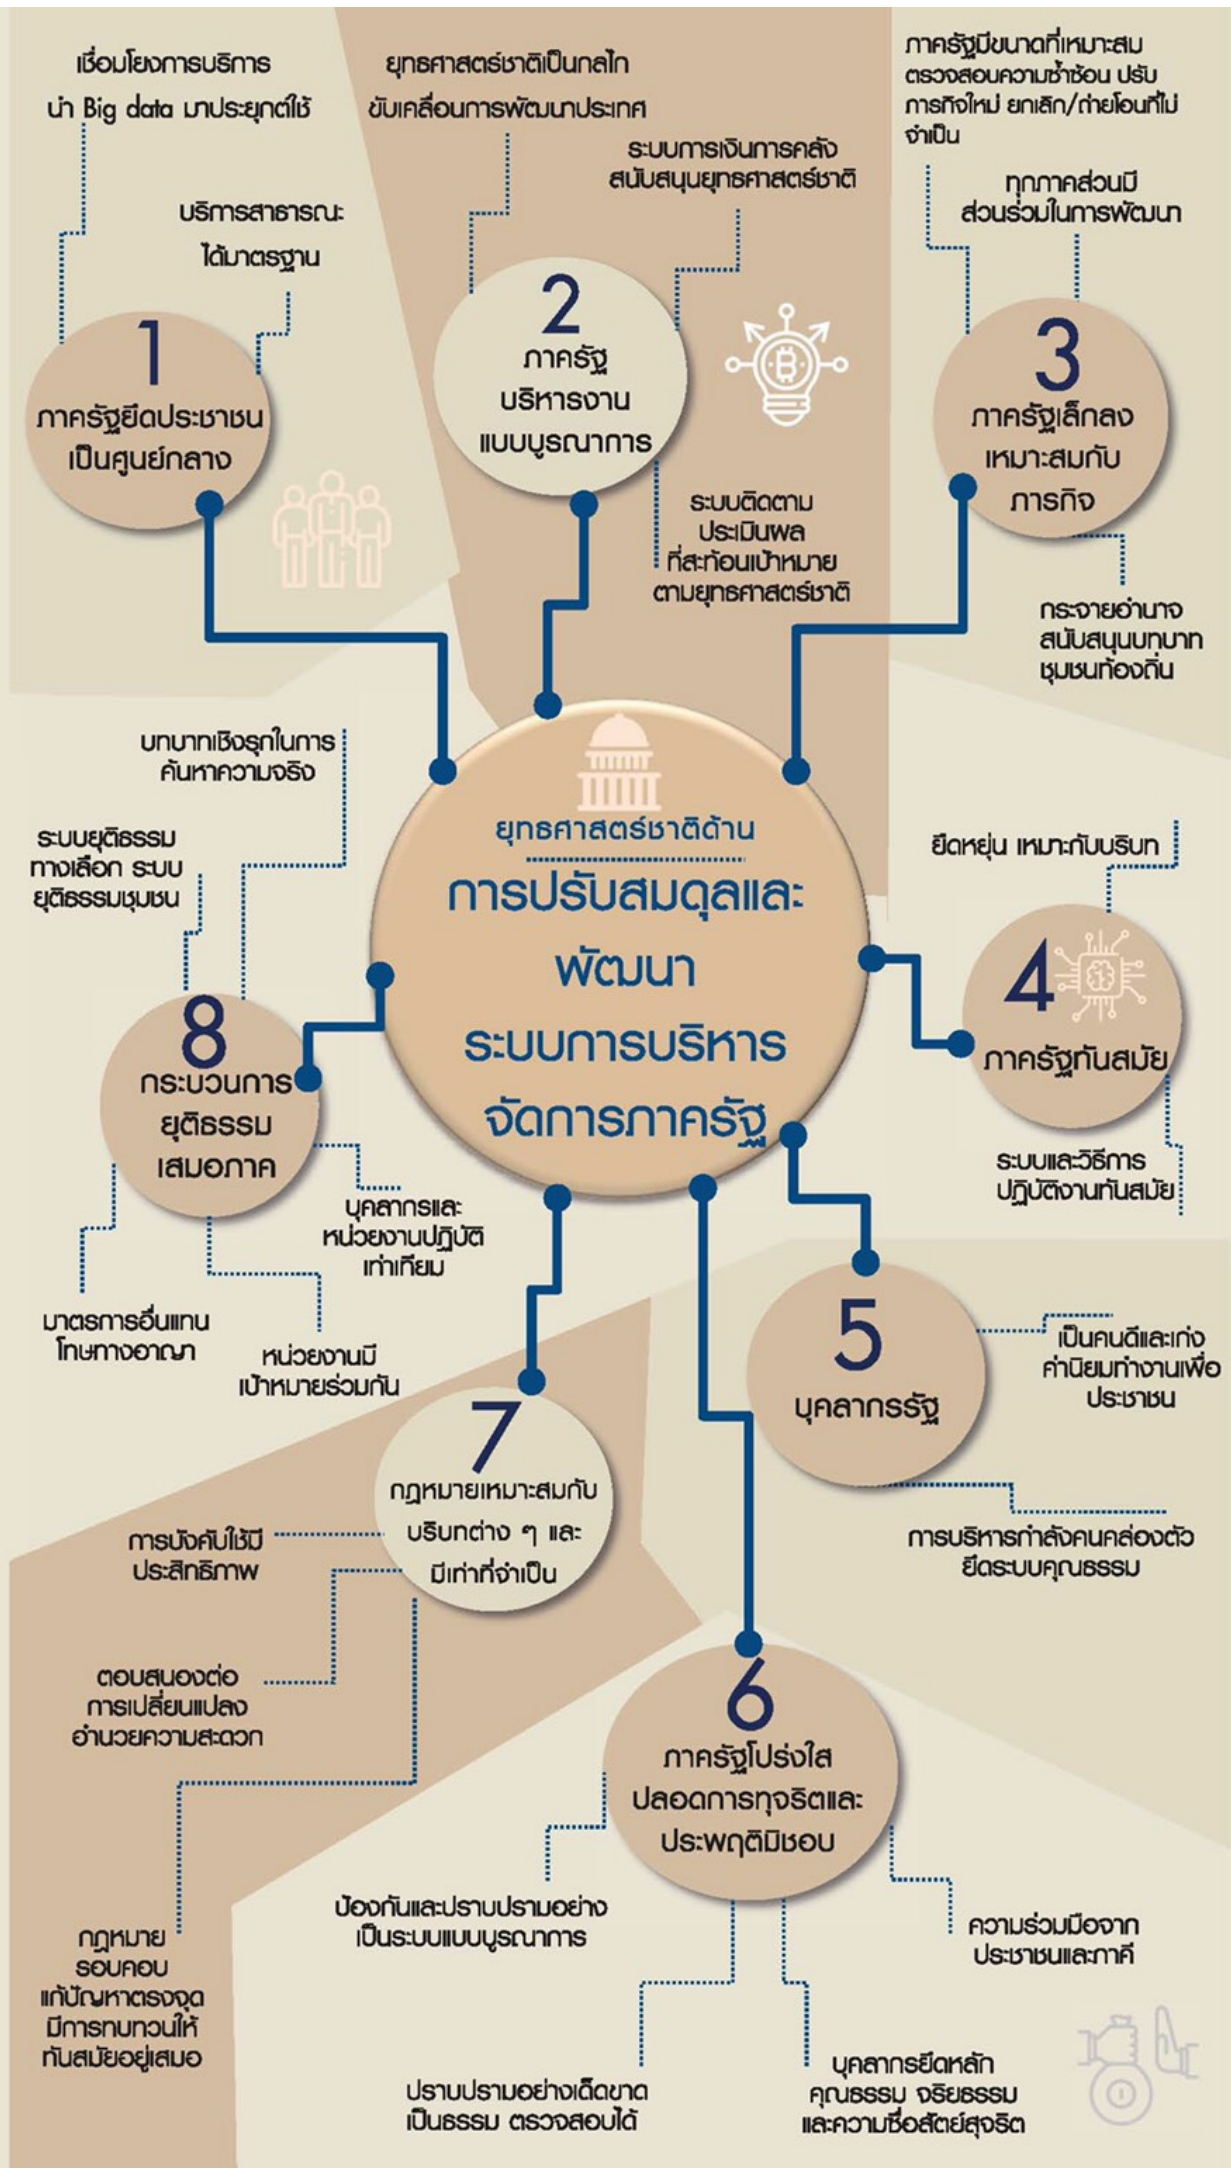 เชื่อมโยงการบริการ
นำ Big data มาประยุกต์ใช้
บริการสาธารณะ
ได้มาตรฐาน
1
ภาครัฐยึดประชาชน
เป็นศูนย์กลาง
ยุทธศาสตร์ชาติเป็นกลไก
ขับเคลื่อนการพัฒนาประเทศ
ระบบการเงินการคลัง
สนับสนุนยุทธศาสตร์ชาติ
2
ภาครัฐ
บริหารงาน
แบบบูรณาการ
ระบบติดตาม
ประเมินผล
ที่สะท้อนเป้าหมาย
ตามยุทธศาสตร์ชาติ
ภาครัฐมีขนาดที่เหมาะสม
ตรวจสอบความซ้ำซ้อน ปรับ
ภารกิจใหม่ ยกเลิก/ถ่ายโอนที่ไม่
จำเป็น
ทุกภาคส่วนมี
ส่วนร่วมในการพัฒนา
3
ภาครัฐเล็กลง
เหมาะสมกับ
ภารกิจ
กระจายอำนาจ
สนับสนุนบทบาท
ชุมชนท้องถิ่น
ยุทธศาสตร์ชาติด้าน
การปรับสมดุลและ
พัฒนา
ระบบการบริหาร
จัดการภาครัฐ
ยืดหยุ่น เหมาะกับบริบท
4
ภาครัฐทันสมัย
ระบบและวิธีการ
ปฏิบัติงานทันสมัย
5
บุคลากรรัฐ
เป็นคนดีและเก่ง
ค่านิยมทำงานเพื่อ
ประชาชน
การบริหารกำลังคนคล่องตัว
ยึดระบบคุณธรรม
6
ภาครัฐโปร่งใส
ปลอดการทุจริตและ
ประพฤติมิชอบ
ป้องกันและปราบปรามอย่าง
เป็นระบบแบบบูรณาการ
ปราบปรามอย่างเด็ดขาด
เป็นธรรม ตรวจสอบได้
บุคลากรยึดหลัก
คุณธรรม จริยธรรม
และความซื่อสัตย์สุจริต
ความร่วมมือจาก
ประชาชนและภาคี
7
กฎหมายเหมาะสมกับ
บริบทต่าง ๆ และ
มีเท่าที่จำเป็น
การบังคับใช้มี
ประสิทธิภาพ
ตอบสนองต่อ
การเปลี่ยนแปลง
อำนวยความสะดวก
กฎหมาย
รอบคอบ
แก้ปัญหาตรงจุด
มีการทบทวนให้
ทันสมัยอยู่เสมอ
บทบาทเชิงรุกในการ
ค้นหาความจริง
ระบบยุติธรรม
ทางเลือก ระบบ
ยุติธรรมชุมชน
8
กระบวนการ
ยุติธรรม
เสมอภาค
บุคลากรและ
หน่วยงานปฏิบัติ
เท่าเทียม
มาตรการอื่นแทน
โทษทางอาญา
หน่วยงานมี
เป้าหมายร่วมกัน